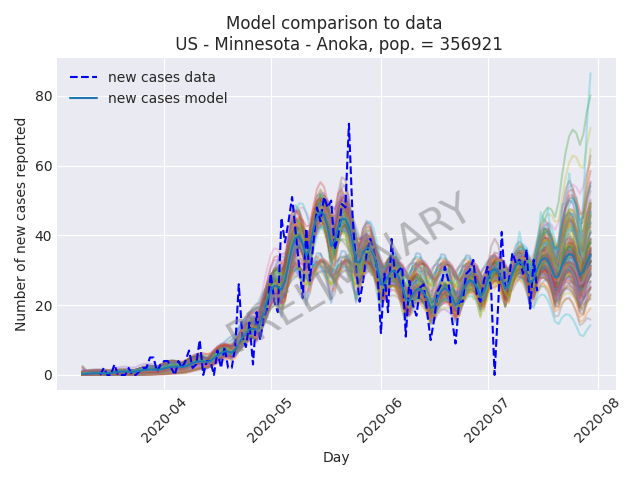 Model comparison to data
US - Minnesota - Anoka, pop. = 356921
new cases data
new cases model
Number of new cases reported
80
60
40
20
0
PRELIMINARY
2020-04
2020-05
2020-06
2020-07
2020-08
Day